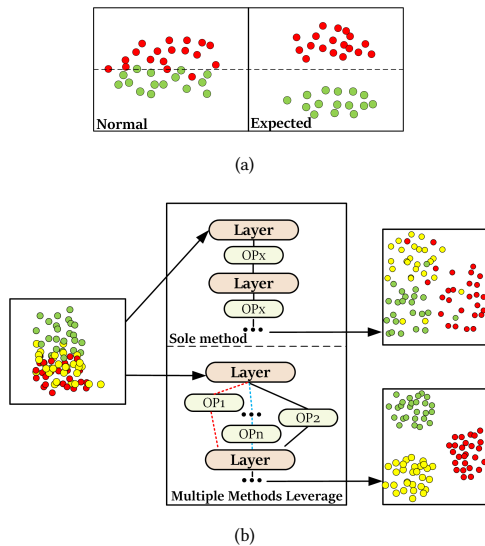 Normal
Expected
(a)
Layer
OPx
Layer
OPx
Sole method
Layer
OP1
OP2
OPn
Layer
Multiple Methods Leverage
(b)